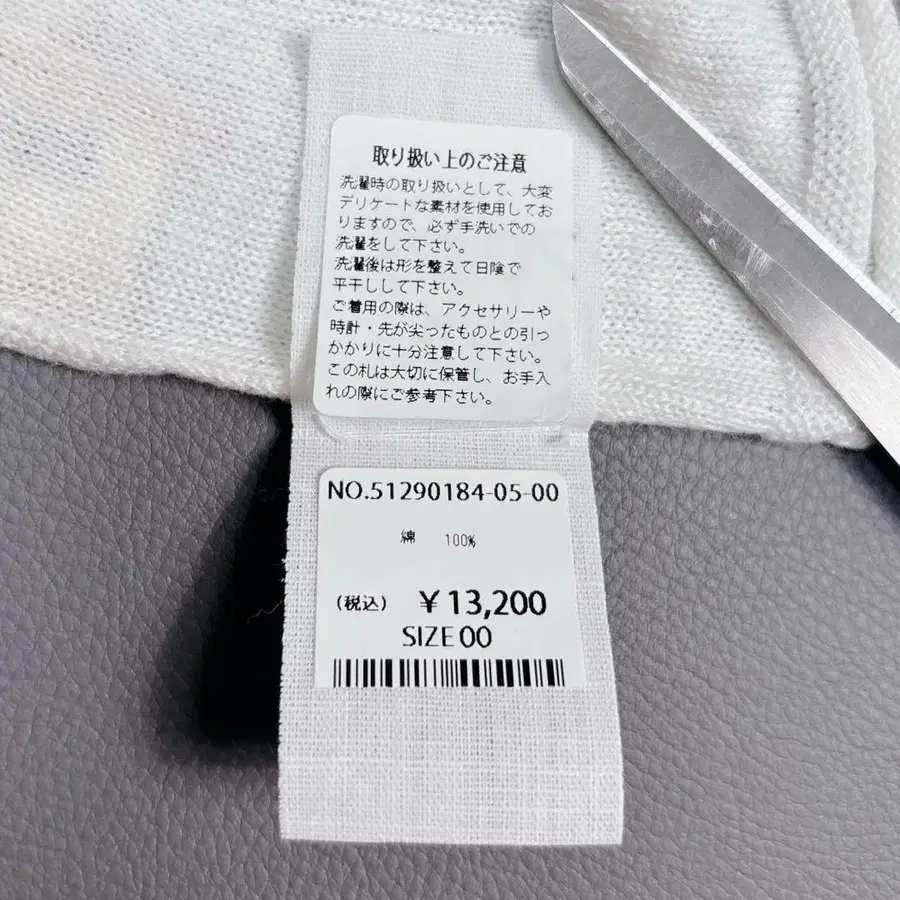 取り扱い上のご注意
洗濯時の取り扱いとして、大変
デリケートな素材を使用してお
りますので、必ず手洗いでの
洗濯をして下さい。
洗濯後は形を整えて日陰で
平干しして下さい。
ご着用の際は、アクセサリーや
時計・先が尖ったものとの引っ
かかりに十分注意して下さい。
この札は大切に保管し、お手入
れの際にご参考下さい。
NO.51290184-05-00
綿 100%
(税込) ¥13,200
SIZE 00